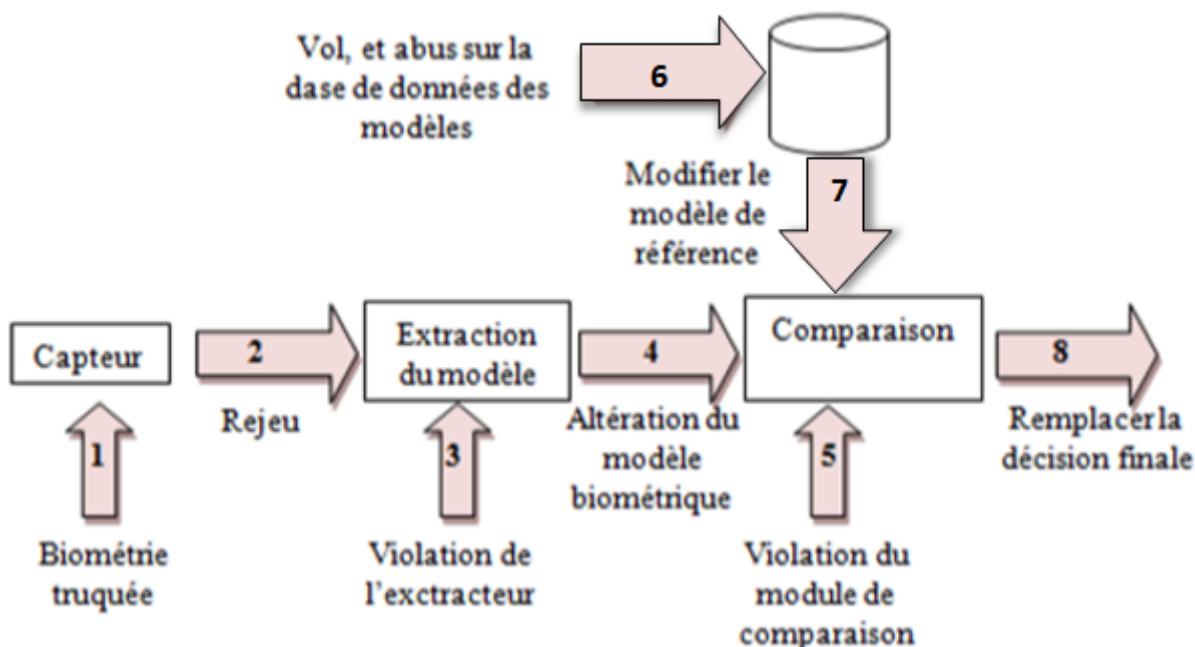 Vol, et abus sur la
dase de données des
modèles
6
Modifier le
modèle de
référence
7
Capteur
2
Rejeu
Extraction
du modèle
4
Altération du
modèle
biométrique
Comparaison
8
Remplacer la
décision finale
1
Biométrie
truquée
3
Violation de
l'exctracteur
5
Violation du
module de
comparaison